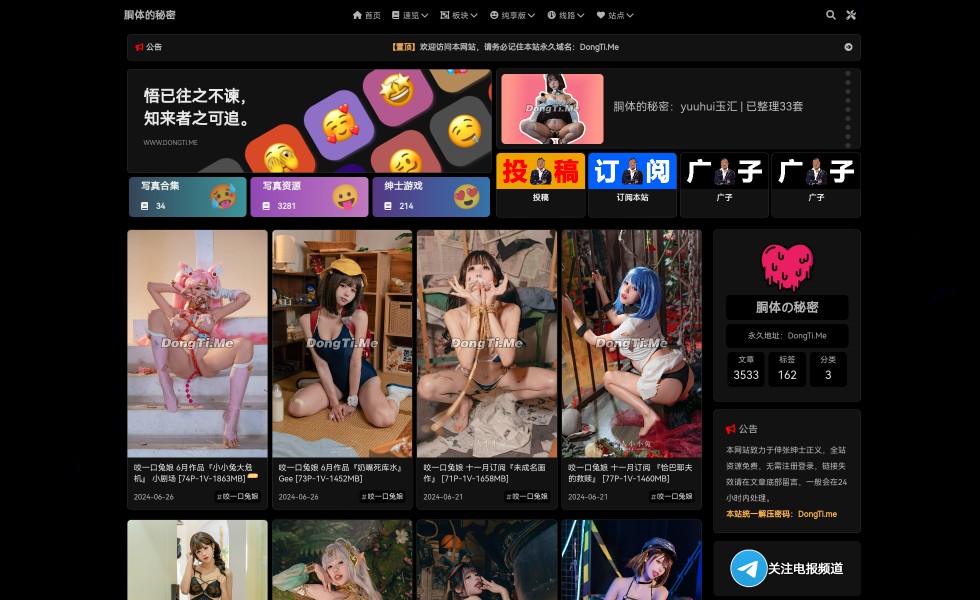 胴体的秘密
首页 速览 板块 纯享版 线路 站点
公告
【置顶】欢迎访问本网站，请务必记住本站永久域名：DongTi.Me
悟已往之不谏，
知来者之可追。
WWW.DONGTI.ME
DongTi.Me
胴体的秘密：yuuhui玉汇 | 已整理33套
投稿
订阅
广子
广子
投稿
订阅本站
广子
广子
写真合集
34
写真资源
3281
绅士游戏
214
DongTi.Me
DongTi.Me
DongTi.Me
DongTi.Me
咬一口兔娘 6月作品『小小兔大危
机』 小剧场 [74P-1V-1863MB]
2024-06-26
#咬一口兔娘
咬一口兔娘 6月作品『奶嘴死库水』
Gee [73P-1V-1452MB]
2024-06-26
#咬一口兔娘
咬一口兔娘 十一月订阅『未成名画
作』 [71P-1V-1658MB]
2024-06-21
#咬一口兔娘
咬一口兔娘 十一月订阅 『恰巴耶夫
的救赎』 [77P-1V-1460MB]
2024-06-21
#咬一口兔娘
胴体の秘密
永久地址：DongTi.Me
文章 标签 分类
3533 162 3
公告
本网站致力于伸张绅士正义，全站
资源免费，无需注册登录，链接失
效请在文章底部留言，一般会在24
小时内处理。
本站统一解压密码：DongTi.me
关注电报频道